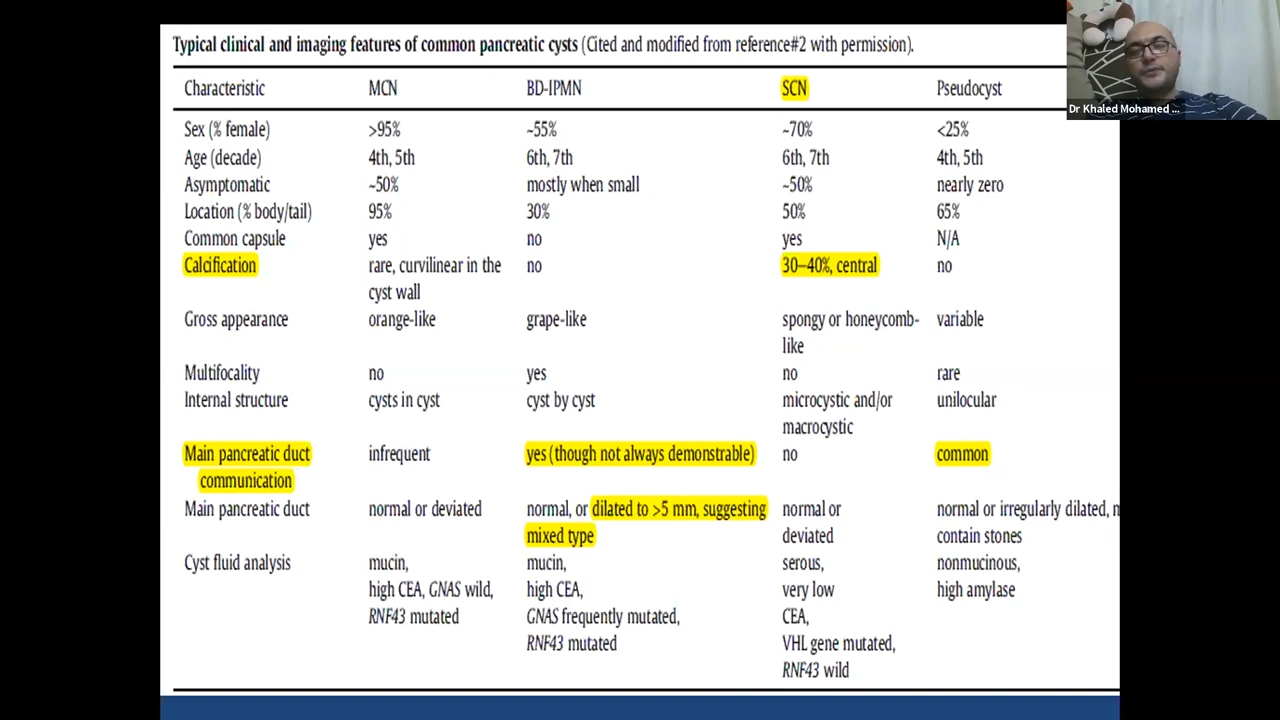 Typical clinical and imaging features of common pancreatic cysts (Cited and modified from reference#2 with permission).
Characteristic MCN BD-IPMN SCN Pseudocyst
Sex (% female) >95% ~55% ~70% <25%
Age (decade) 4th, 5th 6th, 7th 6th, 7th 4th, 5th
Asymptomatic ~50% mostly when small ~50% nearly zero
Location (% body/tail) 95% 30% 50% 65%
Common capsule yes no yes N/A
Calcification rare, curvilinear in the no 30–40%, central no
cyst wall
Gross appearance orange-like grape-like spongy or honeycomb- variable
like
Multifocality no yes no rare
Internal structure cysts in cyst cyst by cyst microcystic and/or unilocular
macrocystic
Main pancreatic duct infrequent yes (though not always demonstrable) no common
communication
Main pancreatic duct normal or deviated normal, or dilated to >5 mm, suggesting normal or normal or irregularly dilated,
mixed type deviated contain stones
Cyst fluid analysis mucin, mucin, serous, nonmucinous,
high CEA, GNAS wild, high CEA, very low high amylase
RNF43 mutated GNAS frequently mutated, CEA,
RNF43 mutated VHL gene mutated,
RNF43 wild
Dr Khaled Mohamed ...